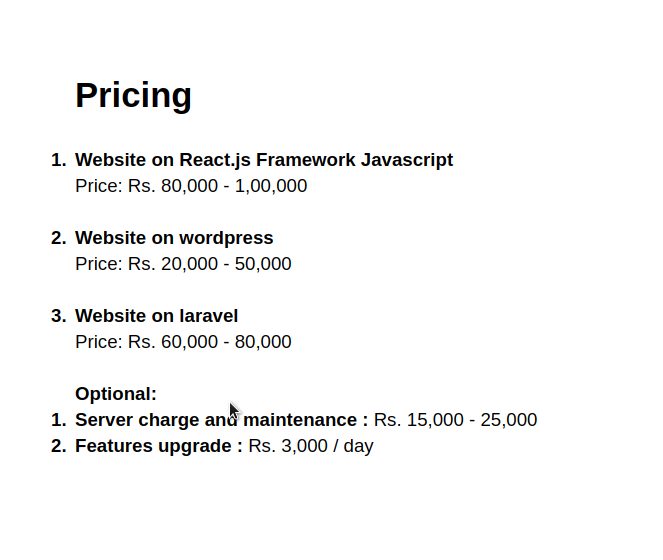 Pricing
1. Website on React.js Framework Javascript
Price: Rs. 80,000 - 1,00,000
2. Website on wordpress
Price: Rs. 20,000 - 50,000
3. Website on laravel
Price: Rs. 60,000 - 80,000
Optional:
1. Server charge and maintenance : Rs. 15,000 - 25,000
2. Features upgrade : Rs. 3,000 / day